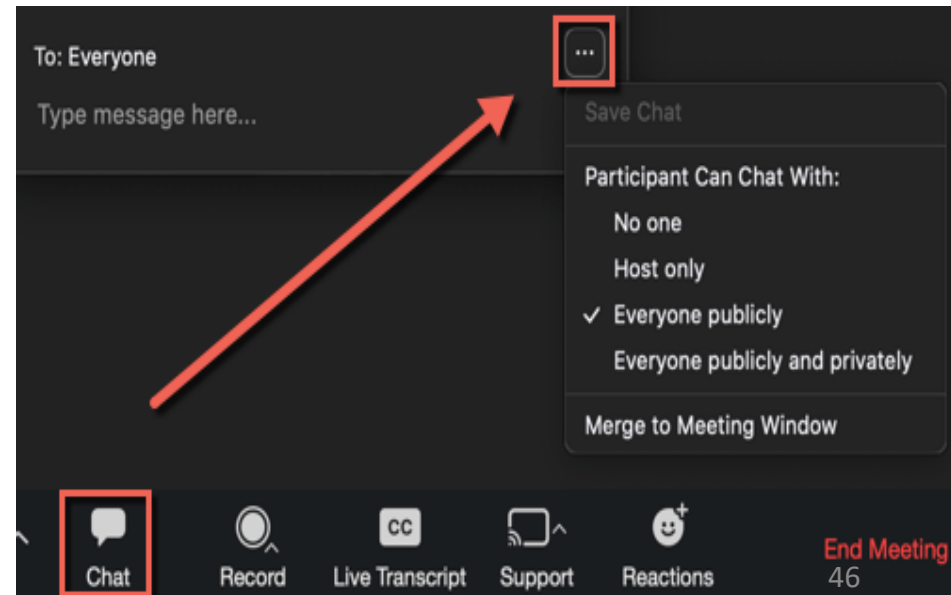 To: Everyone
...
Type message here...
Save Chat
Participant Can Chat With:
No one
Host only
✓ Everyone publicly
Everyone publicly and privately
Merge to Meeting Window
CC
Chat
Record
Live Transcript
Support
Reactions
End Meeting
46